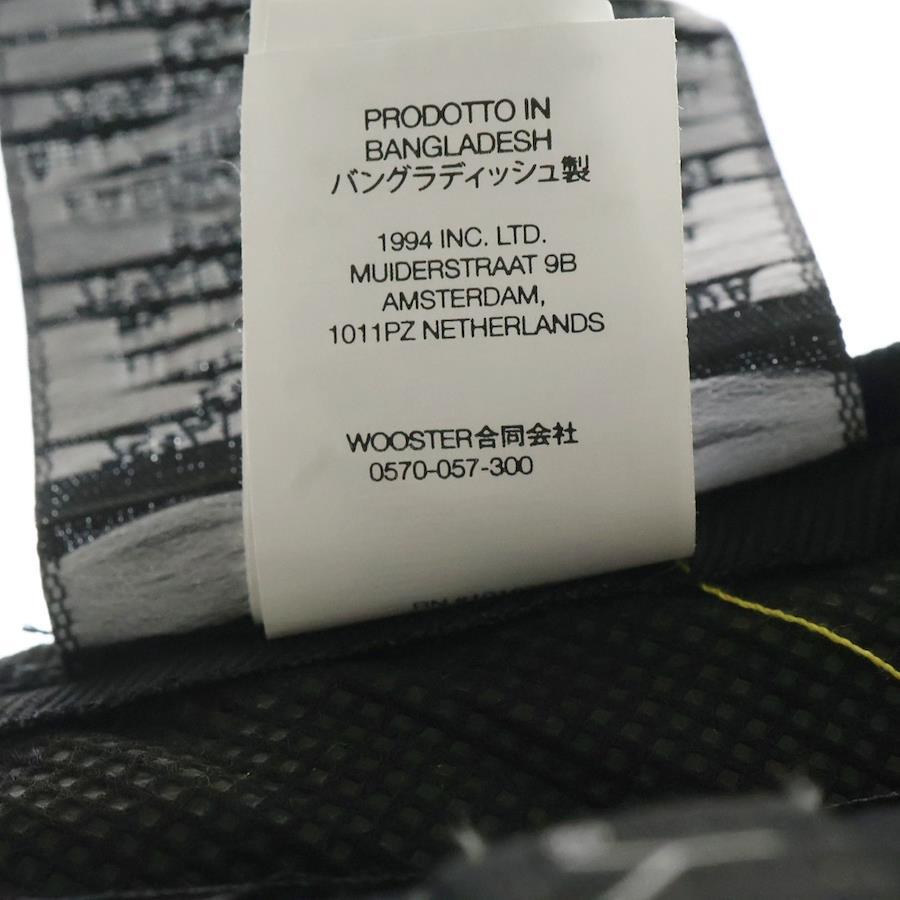 PRODOTTO IN
BANGLADESH
バングラディッシュ製
1994 INC. LTD.
MUIDERSTRAAT 9B
AMSTERDAM,
1011PZ NETHERLANDS
WOOSTER合同会社
0570-057-300